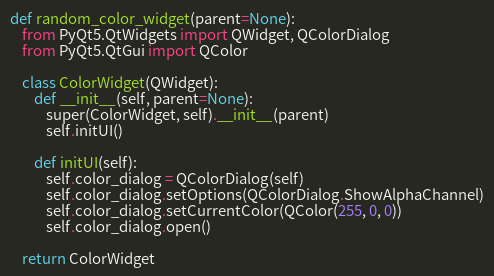 def random_color_widget(parent=None):
    from PyQt5.QtWidgets import QWidget, QColorDialog
    from PyQt5.QtGui import QColor
    class ColorWidget(QWidget):
        def __init__(self, parent=None):
            super(ColorWidget, self).__init__(parent)
            self.initUI()
        def initUI(self):
            self.color_dialog = QColorDialog(self)
            self.color_dialog.setOptions(QColorDialog.ShowAlphaChannel)
            self.color_dialog.setCurrentColor(QColor(255, 0, 0))
            self.color_dialog.open()
    return ColorWidget